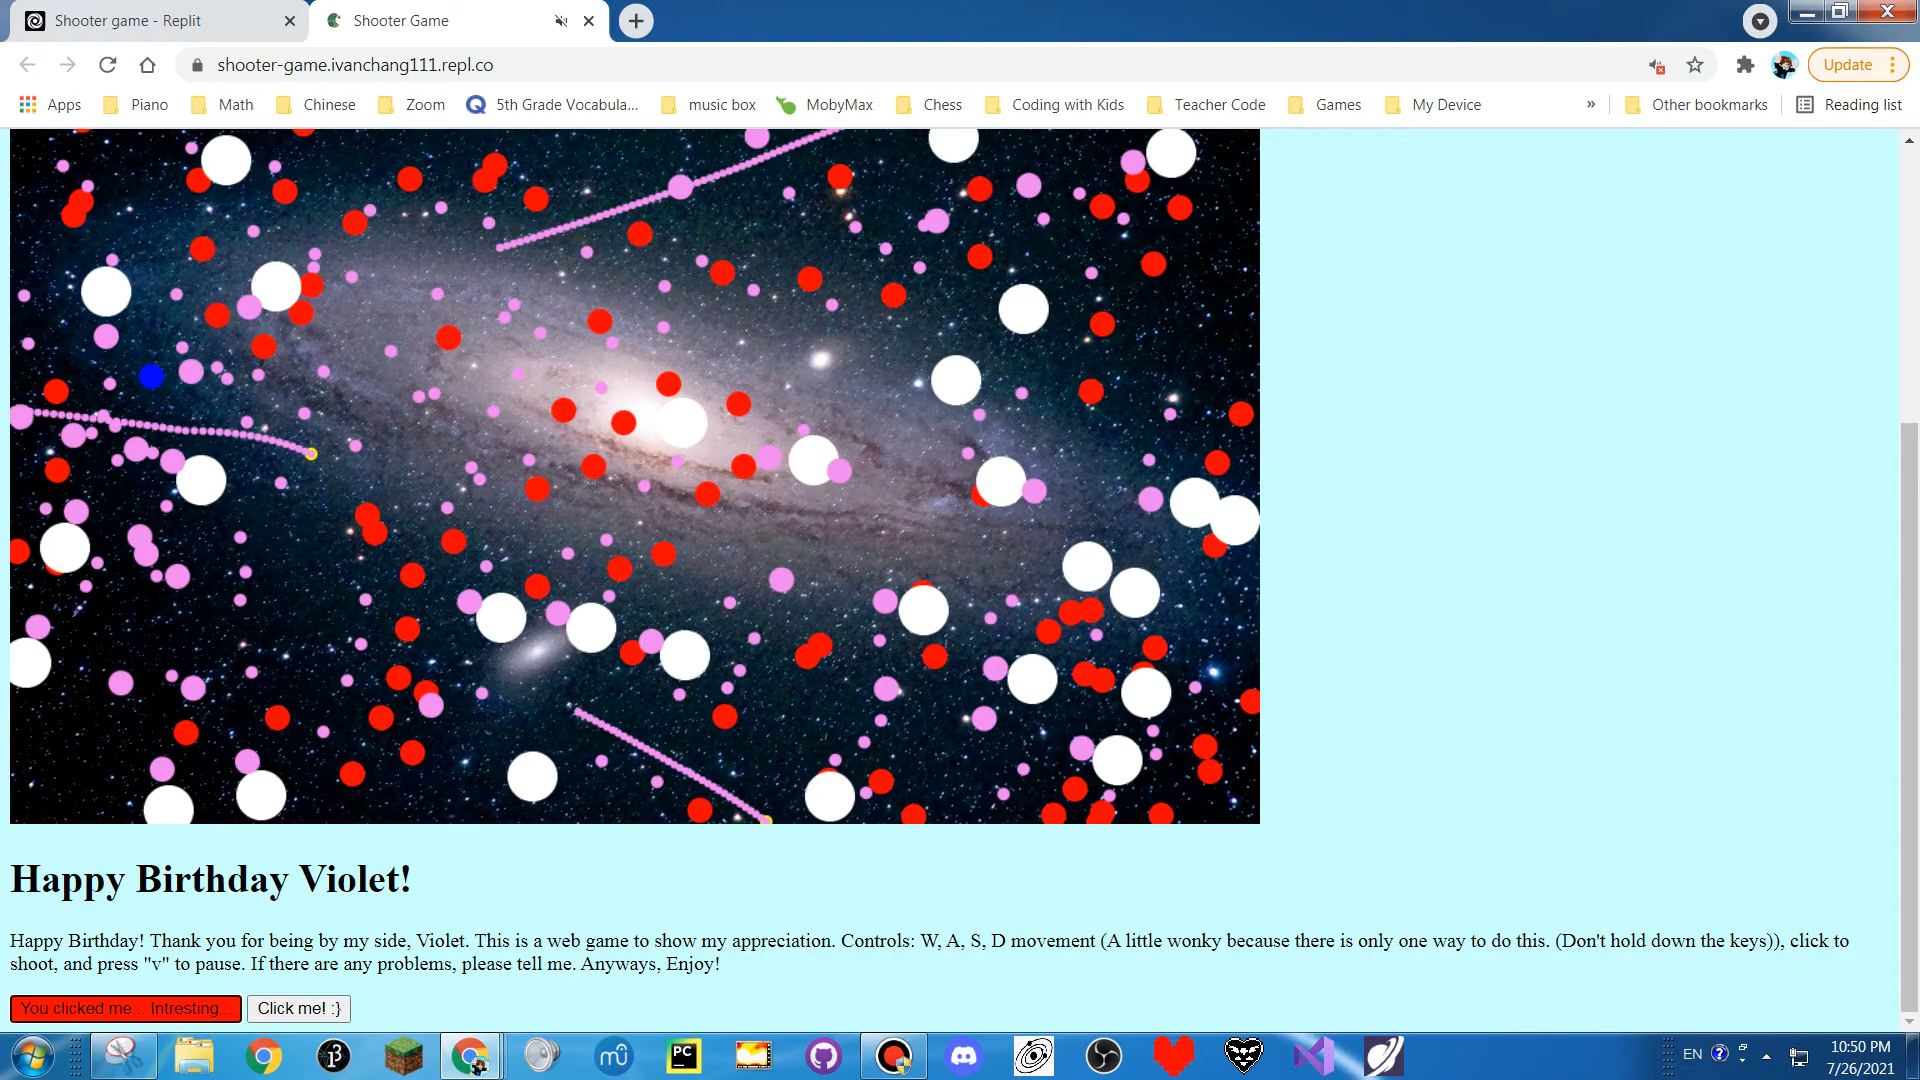 Shooter game - Replit
Shooter Game
shooter-game.ivanchang111.repl.co
Update
Apps
Piano
Math
Chinese
Zoom
5th Grade Vocabula...
music box
MobyMax
Chess
Coding with Kids
Teacher Code
Games
My Device
»
Other bookmarks
Reading list
Happy Birthday Violet!
Happy Birthday! Thank you for being by my side, Violet. This is a web game to show my appreciation. Controls: W, A, S, D movement (A little wonky because there is only one way to do this. (Don't hold down the keys)), click to
shoot, and press "v" to pause. If there are any problems, please tell me. Anyways, Enjoy!
You clicked me... Intresting...
Click me! :}
PC
EN
10:50 PM
7/26/2021